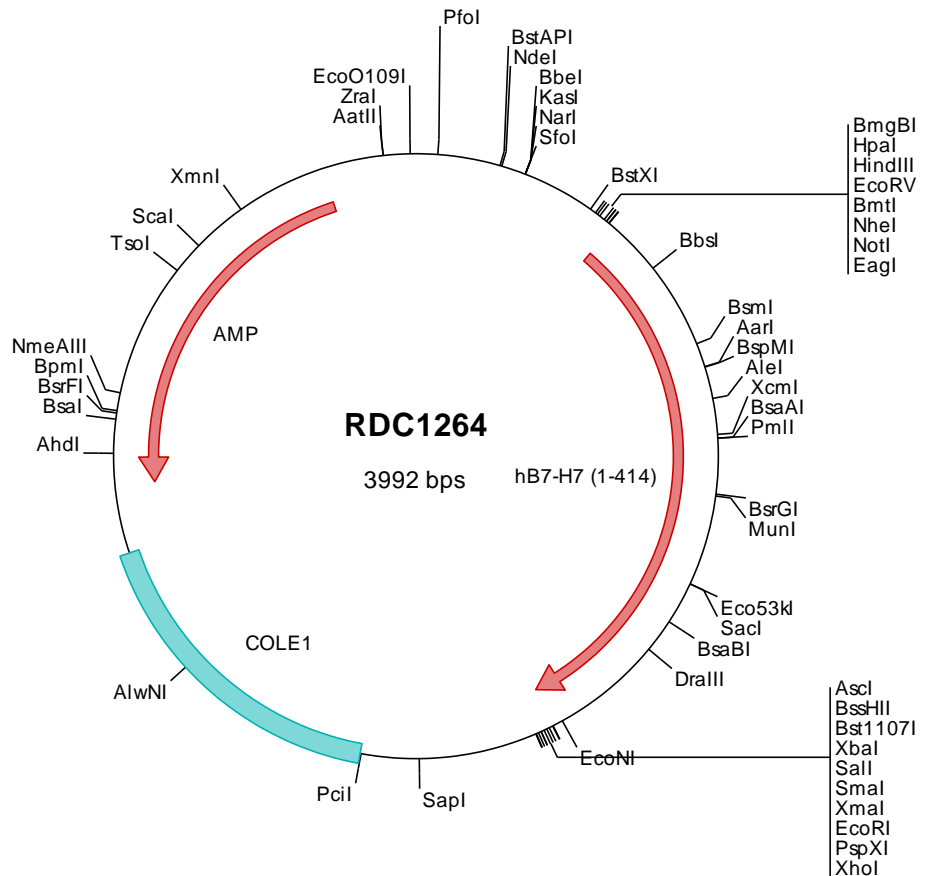 PfoI
BstAPI
NdeI
EcoO109I
ZraI
AatII
BbeI
KasI
NarI
SfoI
BmgBI
HpaI
HindIII
EcoRV
BmtI
NheI
NotI
EagI
XmnI
BstXI
ScaI
TsoI
BbsI
BsmI
AarI
BspMI
AleI
XcmI
BsaAI
PmlI
AMP
NmeAIII
BpmI
BsrFI
BsaI
AhdI
RDC1264
3992 bps
hB7-H7 (1-414)
BsrGI
MunI
Eco53kI
SacI
BsaBI
DraIII
COLE1
AlwNI
AscI
BssHII
Bst1107I
XbaI
SalI
SmaI
XmaI
EcoRI
PspXI
XhoI
EcoNI
PciI
SapI